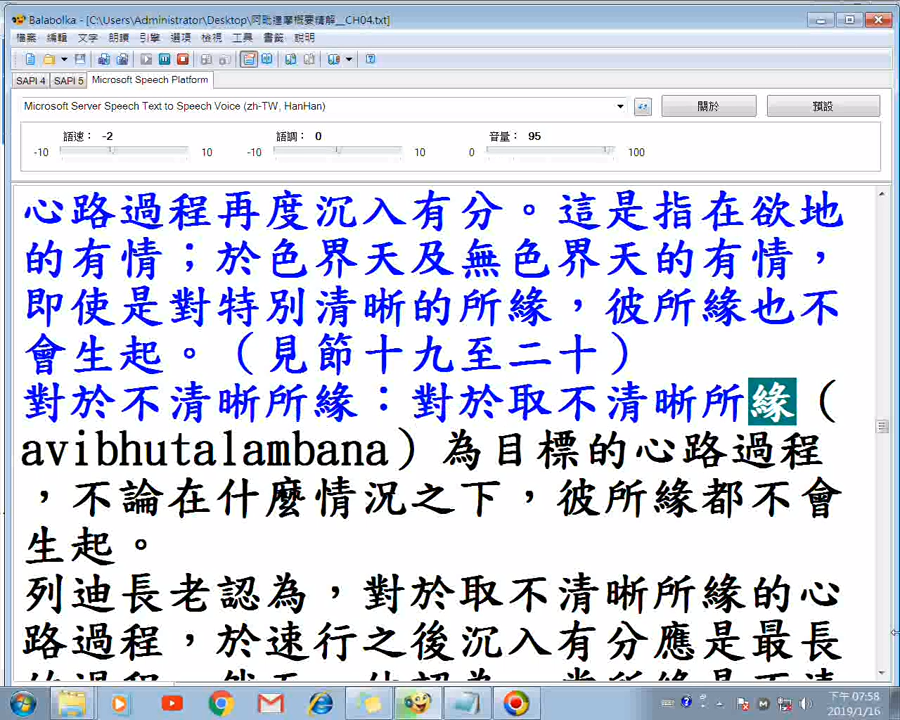 Balabolka - [C:\Users\Administrator\Desktop\阿毗達摩概要精解__CH04.txt]
檔案 編輯 文字 朗讀 引擎 選項 檢視 工具 書籤 說明
SAPI 4 SAPI 5 Microsoft Speech Platform
Microsoft Server Speech Text to Speech Voice (zh-TW, HanHan) 關於 預設
語速： -2 語調： 0 音量： 95
-10 10 -10 10 0 100
心路過程再度沉入有分。這是指在欲地
的有情；於色界天及無色界天的有情，
即使是對特別清晰的所緣，彼所緣也不
會生起。（見節十九至二十）
對於不清晰所緣：對於取不清晰所緣（
avibhutalambana）為目標的心路過程
，不論在什麼情況之下，彼所緣都不會
生起。
列迪長老認為，對於取不清晰所緣的心
路過程，於速行之後沉入有分應是最長
下午 07:58
2019/1/16